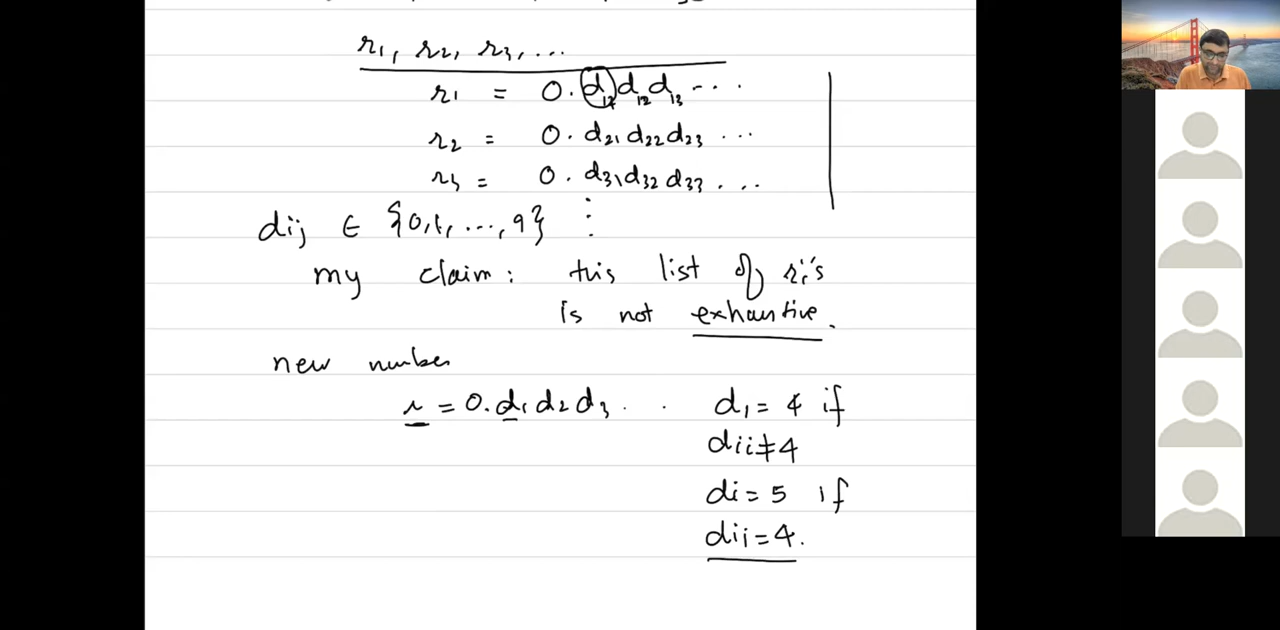 r1, r2, r3, ...
r1 = 0.d11d12d13 ...
r2 = 0.d21d22d23 ...
r3 = 0.d31d32d33 ...
dij ∈ {0,1, ..., 9} ⋮
my claim: this list of ri's
is not exhaustive.
new number
r = 0.d1d2d3 . . d1 = 4 if
dii≠4
di = 5 if
dii = 4.